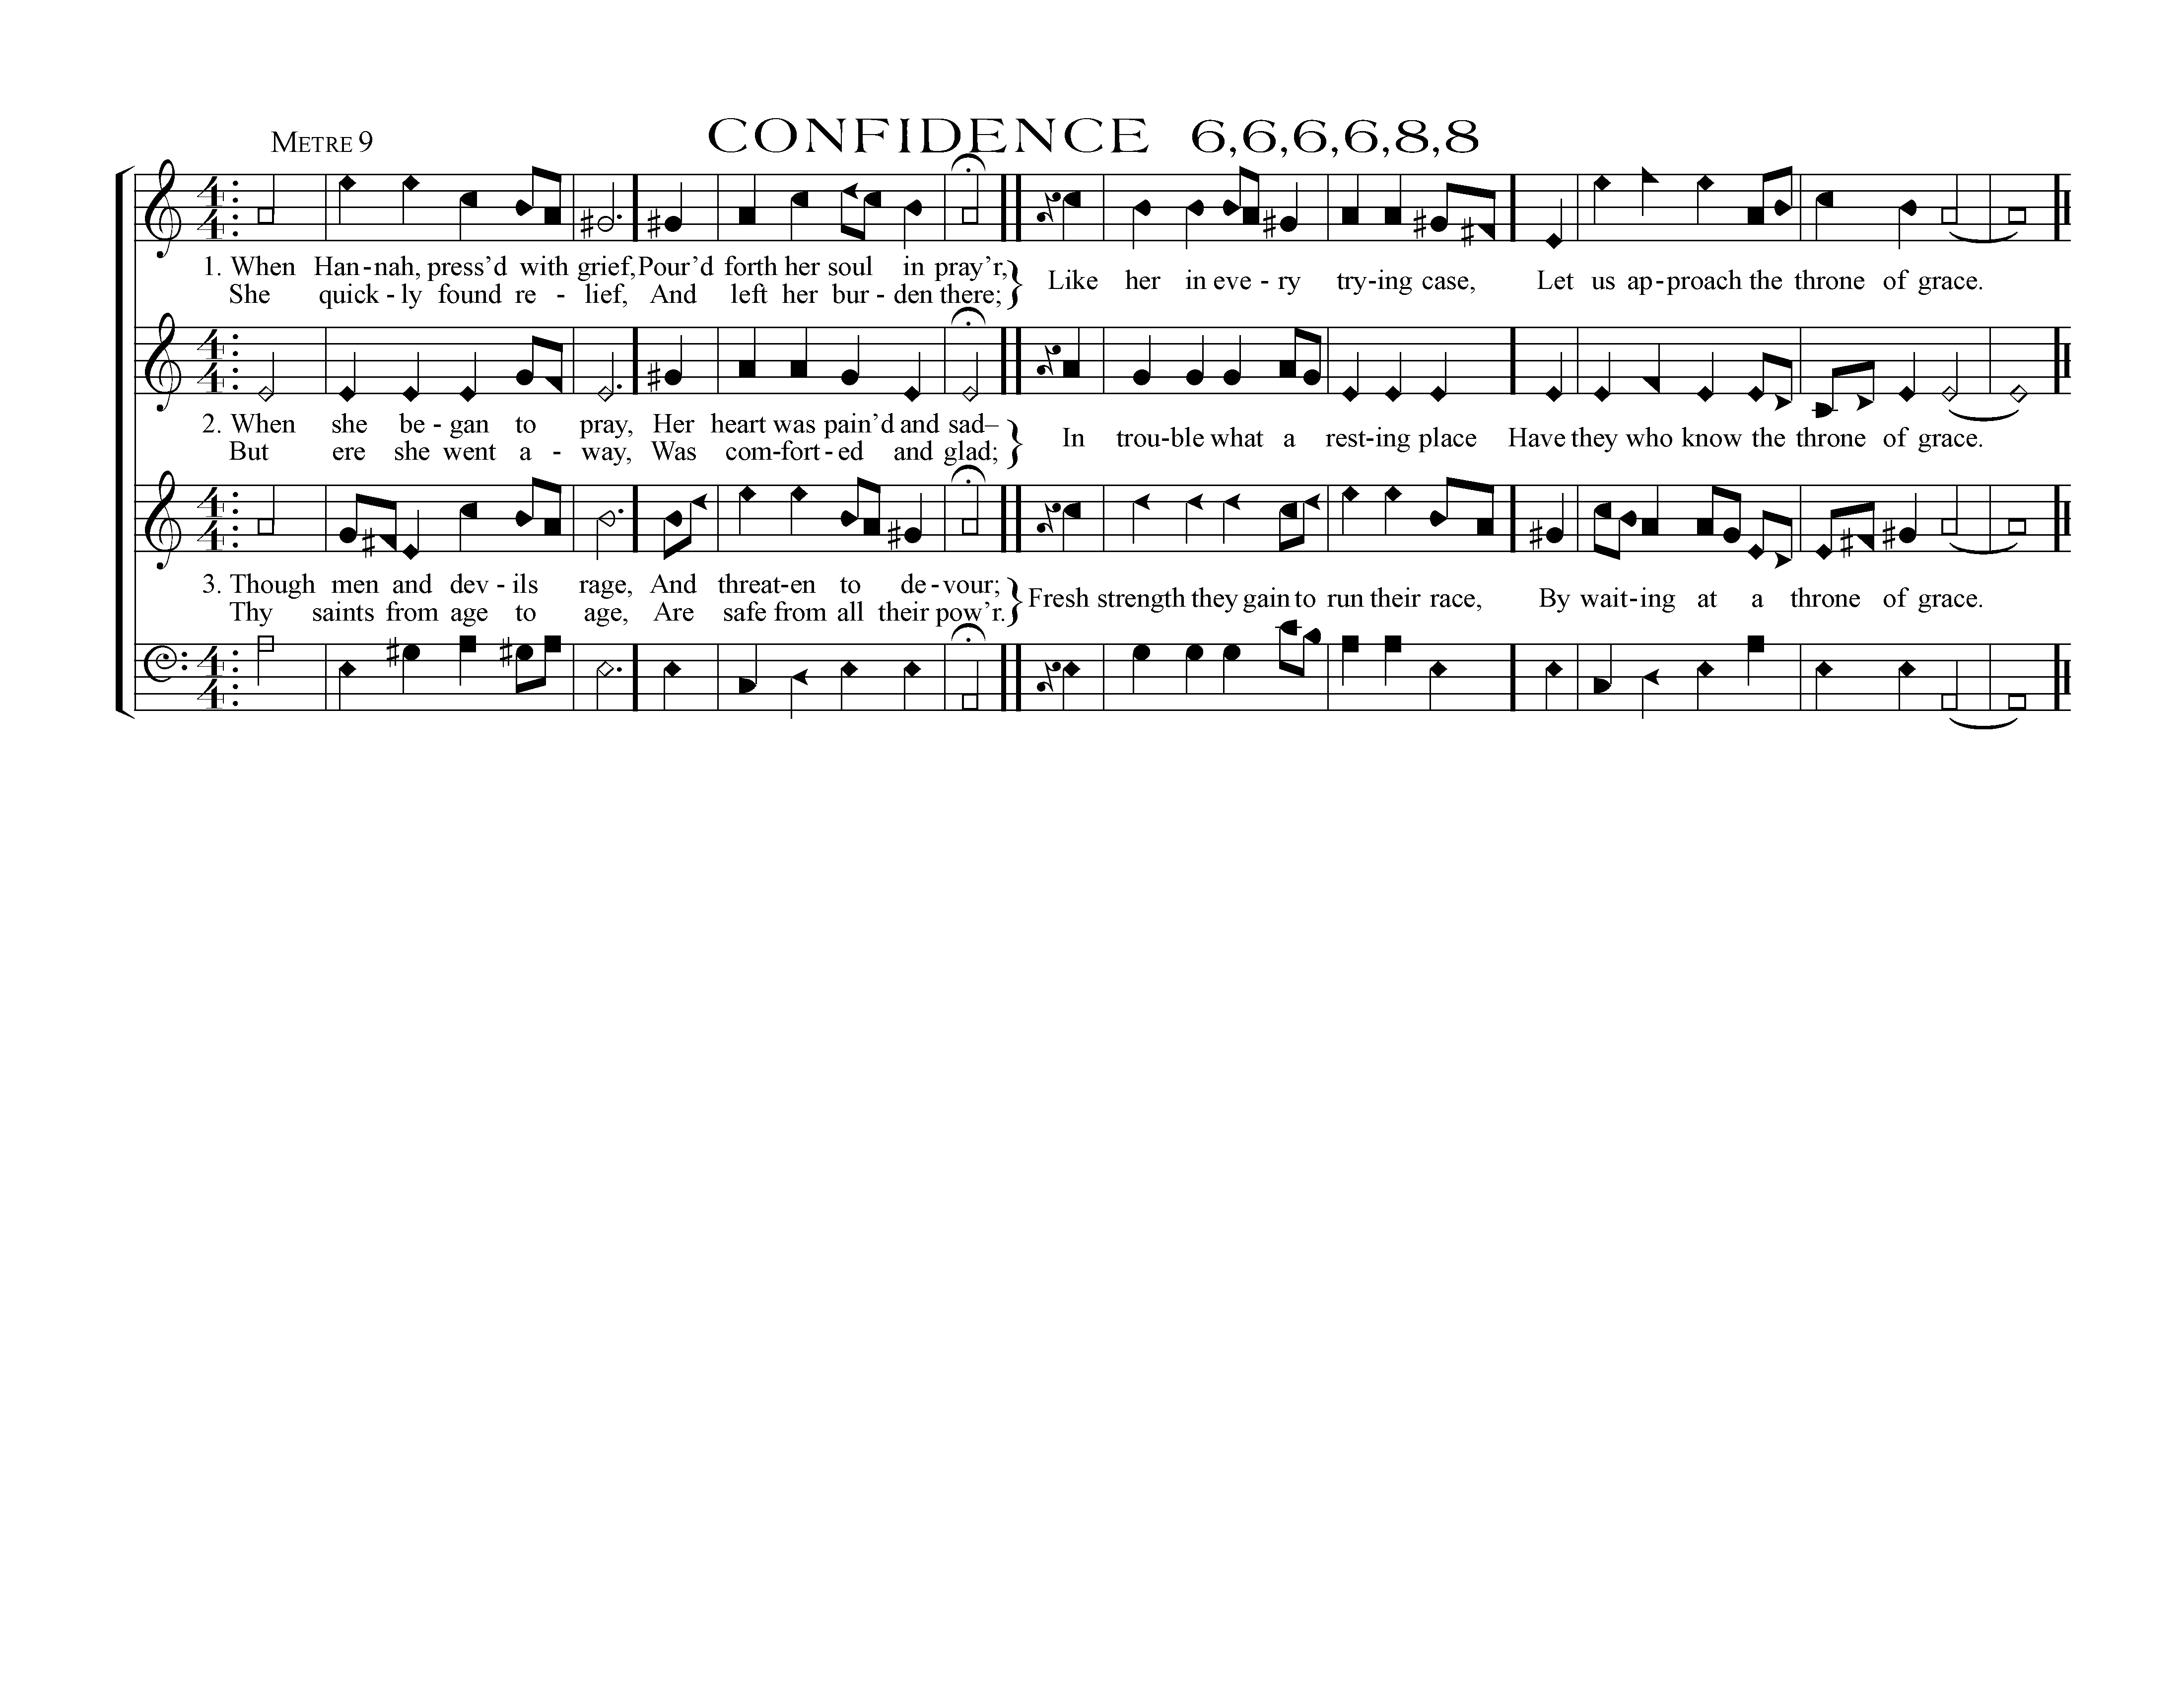 METRE 9
CONFIDENCE 6,6,6,6,8,8
1. When Han-nah, press’d with grief, Pour’d forth her soul in pray’r, } Like her in eve - ry try-ing case, Let us ap-proach the throne of grace.
She quick - ly found re - lief, And left her bur - den there;
2. When she be - gan to pray, Her heart was pain’d and sad– } In trou-ble what a rest-ing place Have they who know the throne of grace.
But ere she went a - way, Was com-fort - ed and glad;
3. Though men and dev - ils rage, And threat-en to de - vour; } Fresh strength they gain to run their race, By wait-ing at a throne of grace.
Thy saints from age to age, Are safe from all their pow’r.